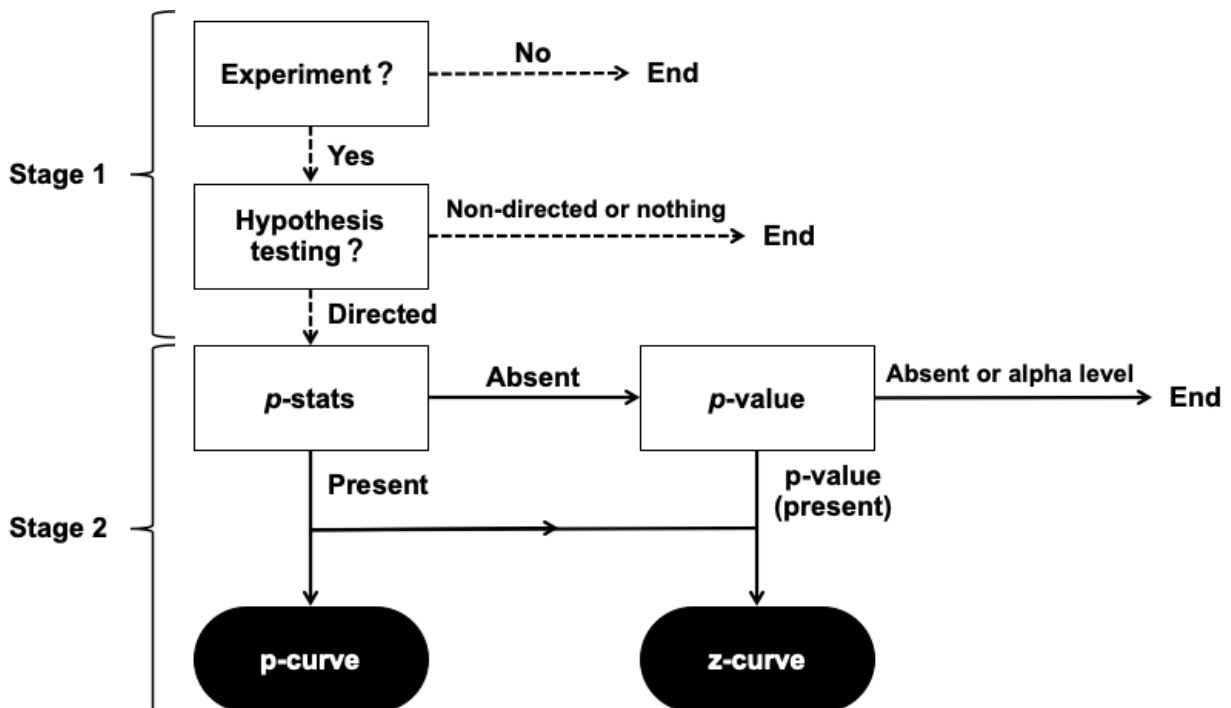 Experiment？
No
End
Yes
Stage 1
Hypothesis
testing？
Non-directed or nothing
End
Directed
p-stats
Absent
p-value
Absent or alpha level
End
Present
p-value
(present)
Stage 2
p-curve
z-curve